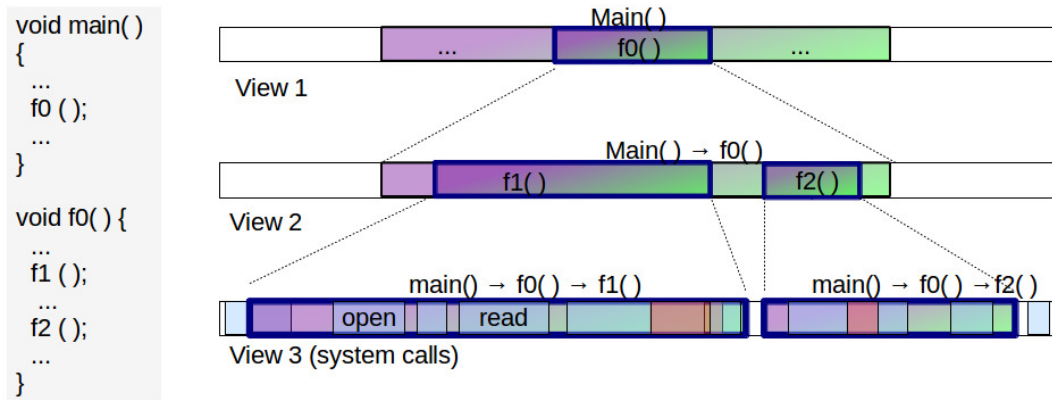 void main( )
{
...
f0 ( );
...
}
void f0( ) {
...
f1 ( );
...
f2 ( );
...
}
Main( )
...
f0( )
...
View 1
Main( ) → f0( )
f1( )
f2( )
View 2
main() → f0( ) → f1( )
main() → f0( ) →f2( )
open
read
View 3 (system calls)